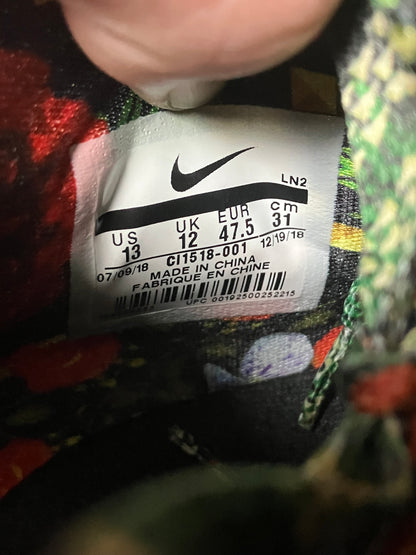 LN2
US UK EUR cm
13 12 47.5 31
07/09/18 CI1518-001 12/19/18
MADE IN CHINA
FABRIQUE EN CHINE
UPC 00192500252215